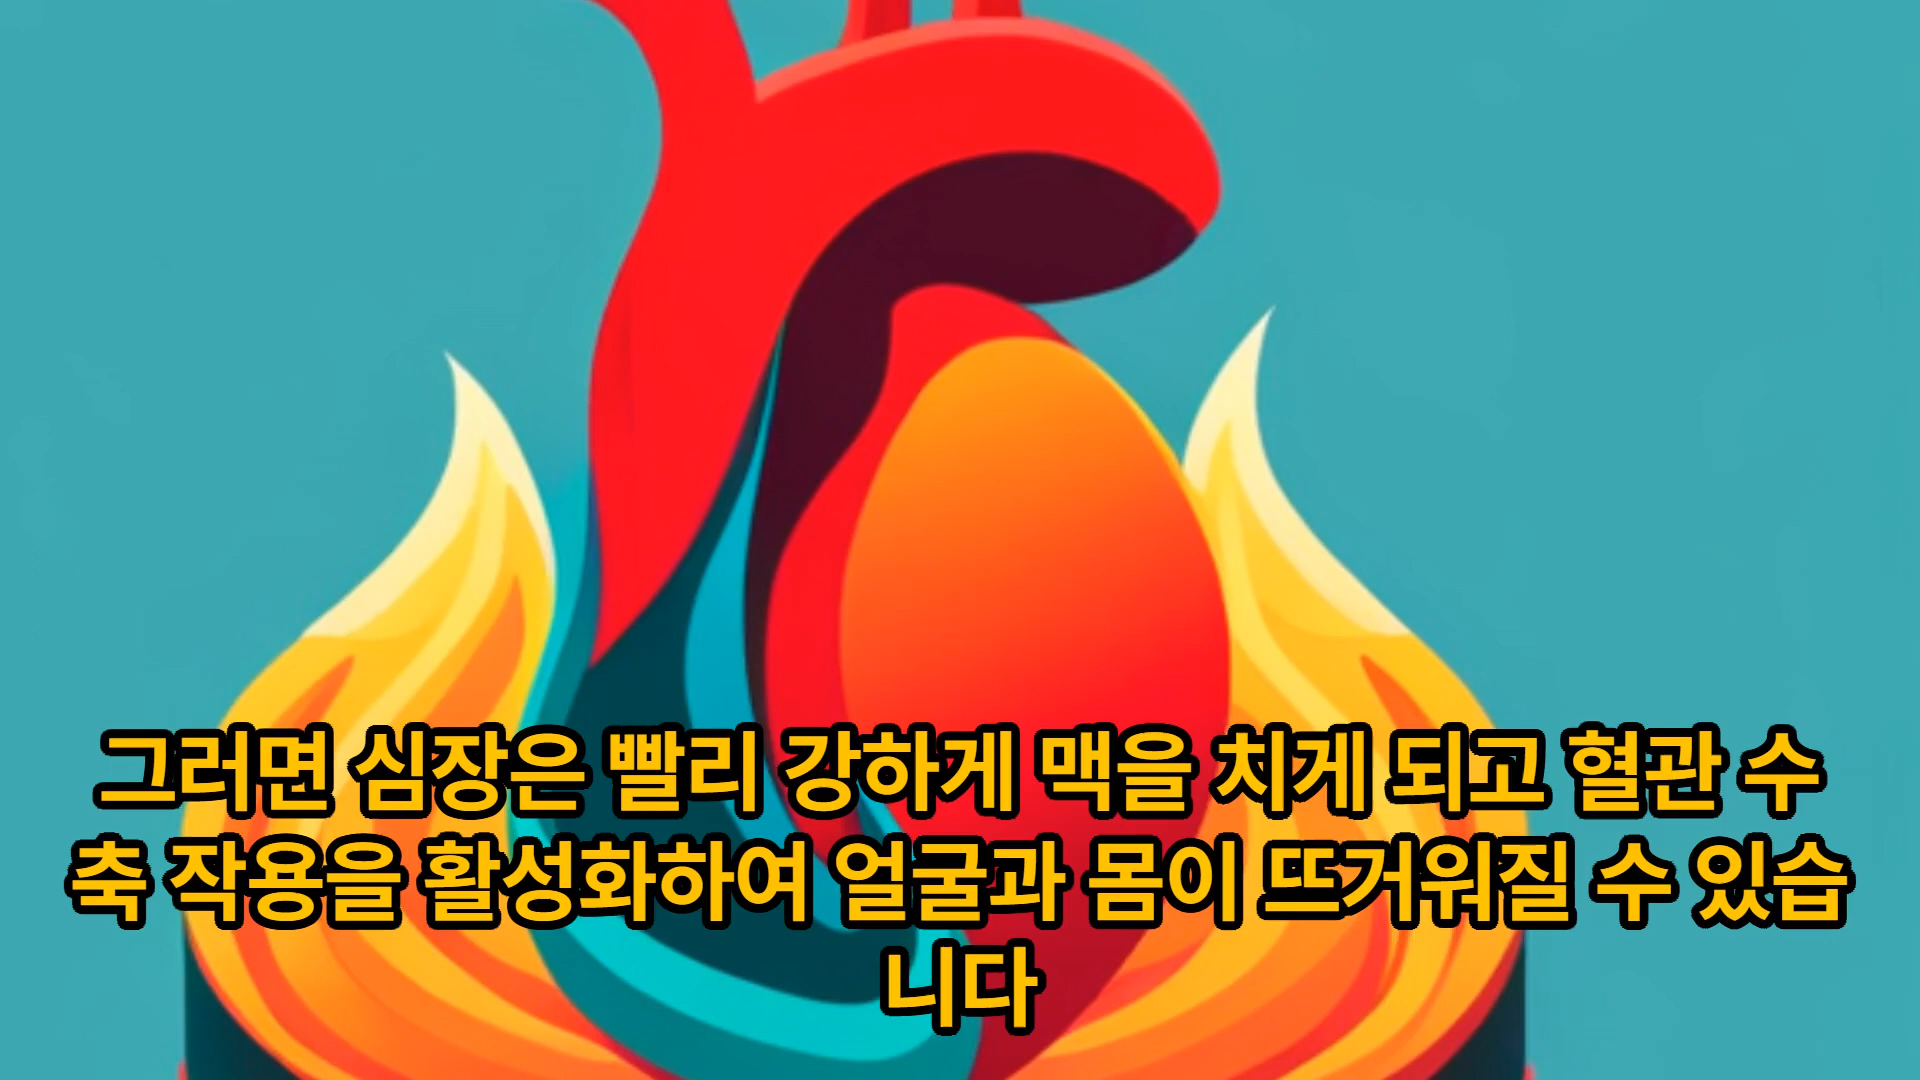 그러면 심장은 빨리 강하게 맥을 치게 되고 혈관 수
축 작용을 활성화하여 얼굴과 몸이 뜨거워질 수 있습
니다